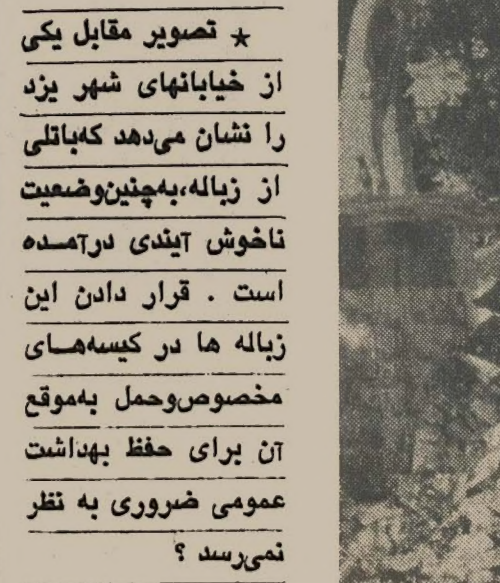 ★ تصویر مقابل یکی
از خیابانهای شهر یزد
را نشان می‌دهد که‌باتلی
از زباله،به‌چنین‌وضعیت
ناخوش آیندی درآمـده
است . قرار دادن این
زباله ها در کیسه‌هـای
مخصوص‌وحمل به‌موقع
آن برای حفظ بهداشت
عمومی ضروری به نظر
نمی‌رسد ؟